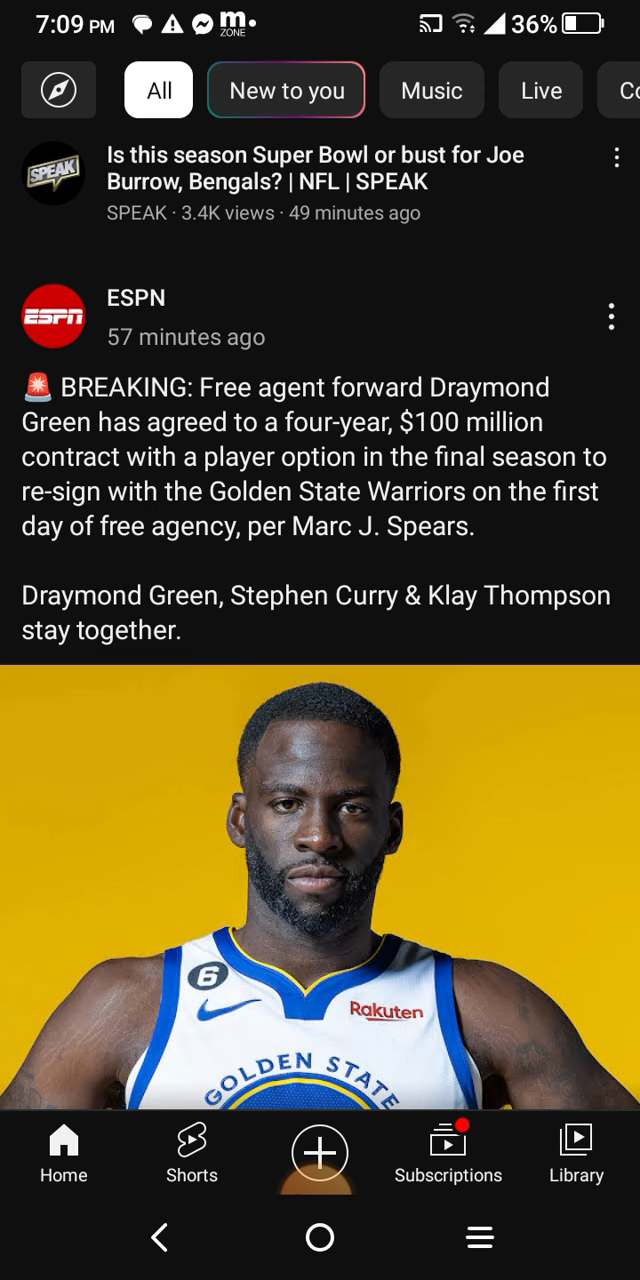 7:09 PM m ZONE 36%
All New to you Music Live Co
SPEAK
Is this season Super Bowl or bust for Joe
Burrow, Bengals? | NFL | SPEAK
SPEAK · 3.4K views · 49 minutes ago
ESPN
ESPN
57 minutes ago
🚨 BREAKING: Free agent forward Draymond
Green has agreed to a four-year, $100 million
contract with a player option in the final season to
re-sign with the Golden State Warriors on the first
day of free agency, per Marc J. Spears.
Draymond Green, Stephen Curry & Klay Thompson
stay together.
6
Rakuten
GOLDEN STATE
Home Shorts Subscriptions Library